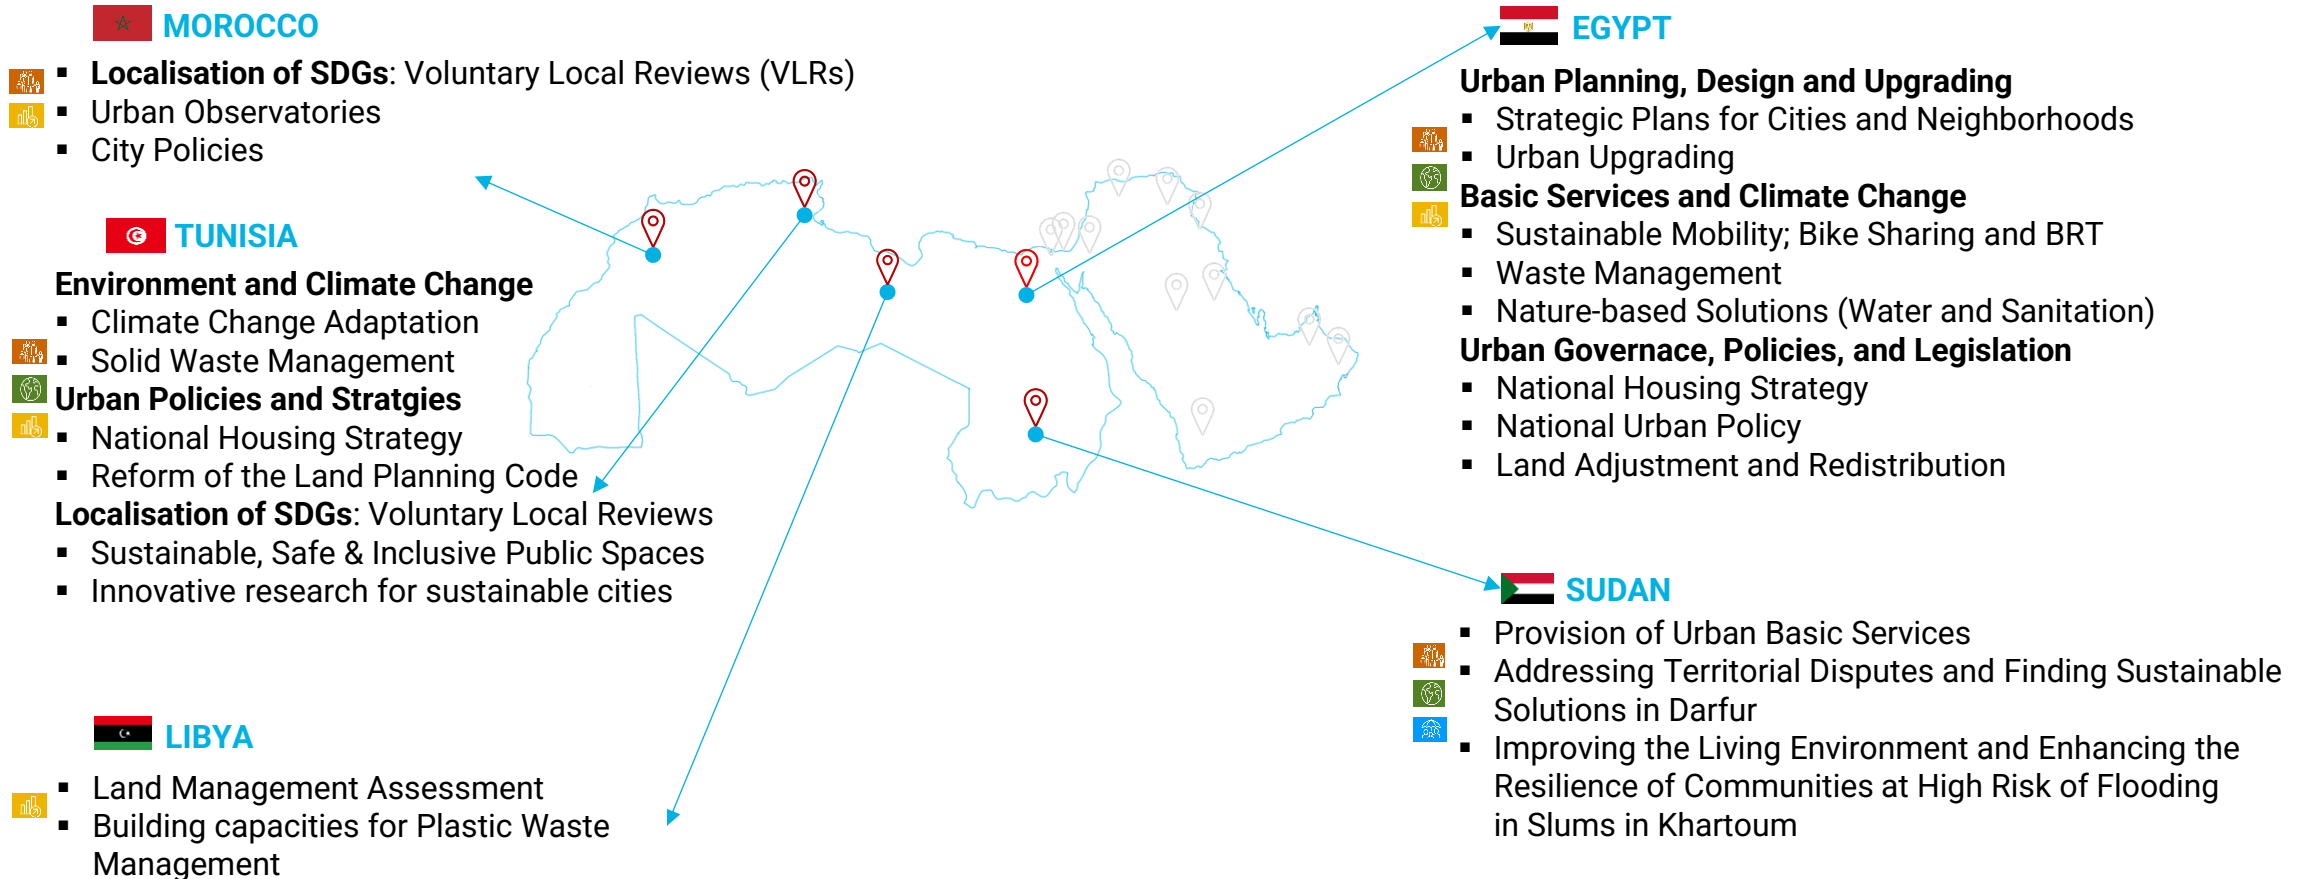 MOROCCO
▪ Localisation of SDGs: Voluntary Local Reviews (VLRs)
▪ Urban Observatories
▪ City Policies
TUNISIA
Environment and Climate Change
▪ Climate Change Adaptation
▪ Solid Waste Management
Urban Policies and Stratgies
▪ National Housing Strategy
▪ Reform of the Land Planning Code
Localisation of SDGs: Voluntary Local Reviews
▪ Sustainable, Safe & Inclusive Public Spaces
▪ Innovative research for sustainable cities
LIBYA
▪ Land Management Assessment
▪ Building capacities for Plastic Waste
Management
EGYPT
Urban Planning, Design and Upgrading
▪ Strategic Plans for Cities and Neighborhoods
▪ Urban Upgrading
Basic Services and Climate Change
▪ Sustainable Mobility; Bike Sharing and BRT
▪ Waste Management
▪ Nature-based Solutions (Water and Sanitation)
Urban Governace, Policies, and Legislation
▪ National Housing Strategy
▪ National Urban Policy
▪ Land Adjustment and Redistribution
SUDAN
▪ Provision of Urban Basic Services
▪ Addressing Territorial Disputes and Finding Sustainable
Solutions in Darfur
▪ Improving the Living Environment and Enhancing the
Resilience of Communities at High Risk of Flooding
in Slums in Khartoum